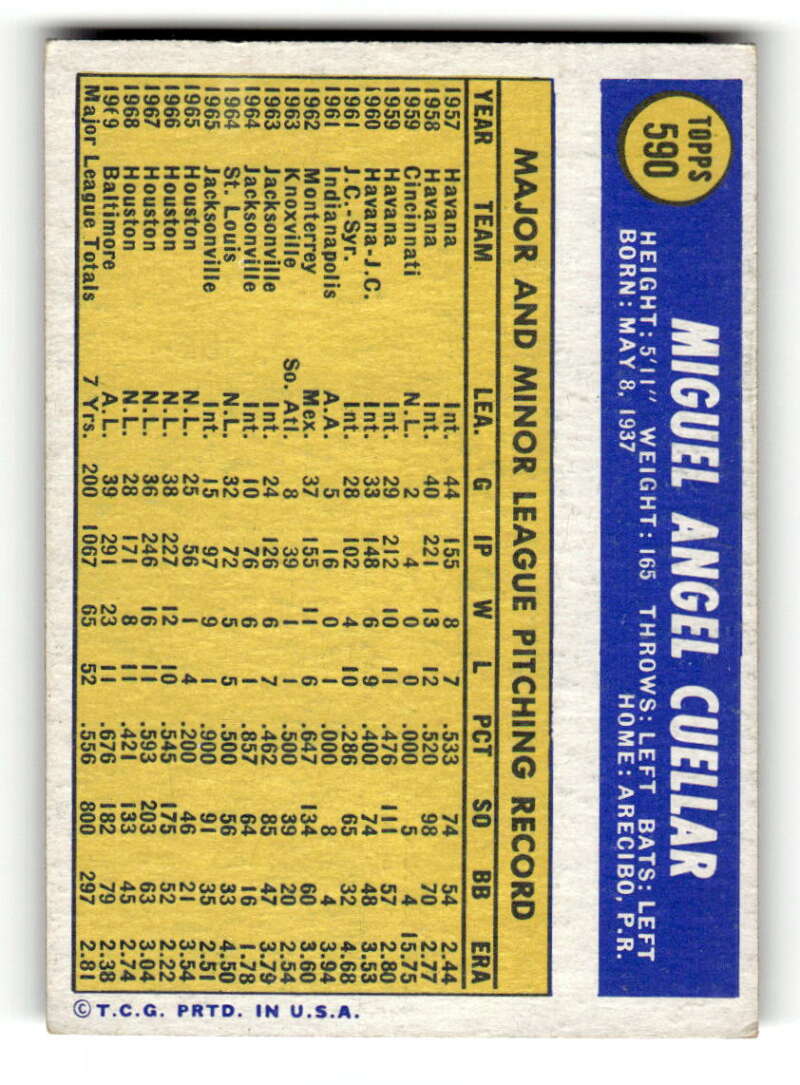 TOPPS
590
MIGUEL ANGEL CUELLAR
HEIGHT: 5'11" WEIGHT: 165 THROWS: LEFT BATS: LEFT
BORN: MAY 8, 1937 HOME: ARECIBO, P.R.
MAJOR AND MINOR LEAGUE PITCHING RECORD
YEAR TEAM LEA. G IP W L PCT SO BB ERA
1957 Havana Int. 44 155 8 7 .533 74 54 2.44
1958 Havana Int. 40 221 13 12 .520 98 70 2.77
1959 Cincinnati N.L. 2 4 0 0 .000 5 4 15.75
1959 Havana Int. 29 212 10 11 .476 111 57 2.80
1960 Havana-J.C. Int. 33 148 6 9 .400 74 48 3.53
1961 J.C.-Syr. Int. 28 102 4 10 .286 65 32 4.68
1961 Indianapolis A.A. 5 16 0 1 .000 8 4 3.94
1962 Monterrey Mex. 37 155 11 6 .647 134 60 3.60
1963 Knoxville So. Atl. 8 39 1 1 .500 39 20 2.54
1963 Jacksonville Int. 24 126 6 7 .462 85 47 3.79
1964 Jacksonville Int. 10 76 6 1 .857 64 16 1.78
1964 St. Louis N.L. 32 72 5 5 .500 56 33 4.50
1965 Jacksonville Int. 15 97 9 1 .900 91 35 2.51
1965 Houston N.L. 25 56 1 4 .200 46 21 3.54
1966 Houston N.L. 38 227 12 10 .545 175 52 2.22
1967 Houston N.L. 36 246 16 11 .593 203 63 3.04
1968 Houston N.L. 28 171 8 11 .421 133 45 2.74
1969 Baltimore A.L. 39 291 23 11 .676 182 79 2.38
Major League Totals 7 Yrs. 200 1067 65 52 .556 800 297 2.81
© T.C.G. PRTD. IN U.S.A.